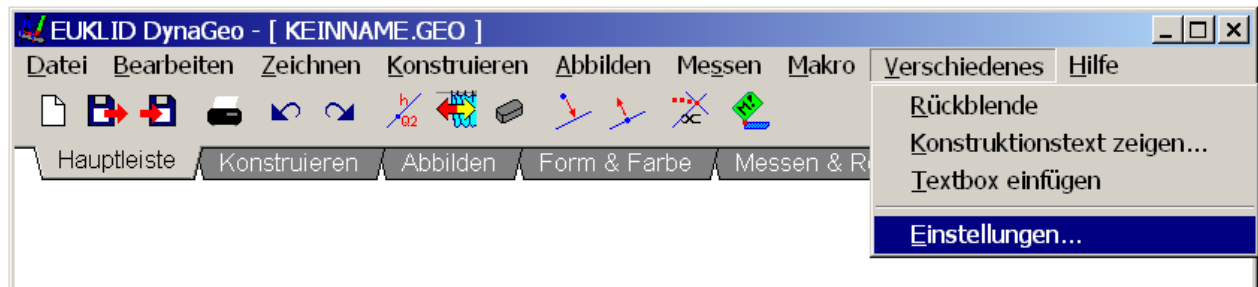 EUKLID DynaGeo - [ KEINNAME.GEO ]
Datei Bearbeiten Zeichnen Konstruieren Abbilden Messen Makro Verschiedenes Hilfe
Rückblende
Konstruktionstext zeigen...
Textbox einfügen
Einstellungen...
Hauptleiste Konstruieren Abbilden Form & Farbe Messen & R